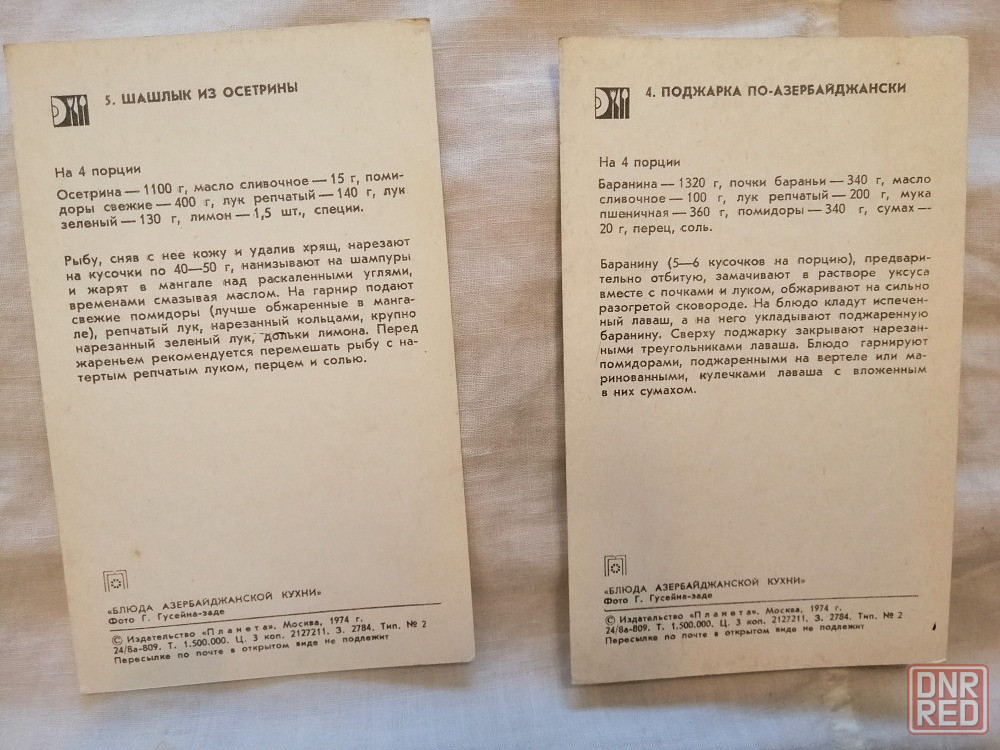 5. ШАШЛЫК ИЗ ОСЕТРИНЫ
На 4 порции
Осетрина — 1100 г, масло сливочное — 15 г, поми-
доры свежие — 400 г, лук репчатый — 140 г, лук
зеленый — 130 г, лимон — 1,5 шт., специи.
Рыбу, сняв с нее кожу и удалив хрящ, нарезают
на кусочки по 40—50 г, нанизывают на шампуры
и жарят в мангале над раскаленными углями,
временами смазывая маслом. На гарнир подают
свежие помидоры (лучше обжаренные в манга-
ле), репчатый лук, нарезанный кольцами, крупно
нарезанный зеленый лук, дольки лимона. Перед
жареньем рекомендуется перемешать рыбу с на-
тертым репчатым луком, перцем и солью.
«БЛЮДА АЗЕРБАЙДЖАНСКОЙ КУХНИ»
Фото Г. Гусейна-заде
© Издательство «Планета». Москва, 1974 г.
24/8а-809. Т. 1.500.000. Ц. 3 коп. 2127211. З. 2784. Тип. № 2
Пересылке по почте в открытом виде не подлежит
4. ПОДЖАРКА ПО-АЗЕРБАЙДЖАНСКИ
На 4 порции
Баранина — 1320 г, почки бараньи — 340 г, масло
сливочное — 100 г, лук репчатый — 200 г, мука
пшеничная — 360 г, помидоры — 340 г, сумах —
20 г, перец, соль.
Баранину (5—6 кусочков на порцию), предвари-
тельно отбитую, замачивают в растворе уксуса
вместе с почками и луком, обжаривают на сильно
разогретой сковороде. На блюдо кладут испечен-
ный лаваш, а на него укладывают поджаренную
баранину. Сверху поджарку закрывают нарезан-
ными треугольниками лаваша. Блюдо гарнируют
помидорами, поджаренными на вертеле или ма-
ринованными, кулечками лаваша с вложенным
в них сумахом.
«БЛЮДА АЗЕРБАЙДЖАНСКОЙ КУХНИ»
Фото Г. Гусейна-заде
© Издательство «Планета». Москва, 1974 г.
24/8а-809. Т. 1.500.000. Ц. 3 коп. 2127211. З. 2784. Тип. № 2
Пересылке по почте в открытом виде не подлежит
DNR
RED